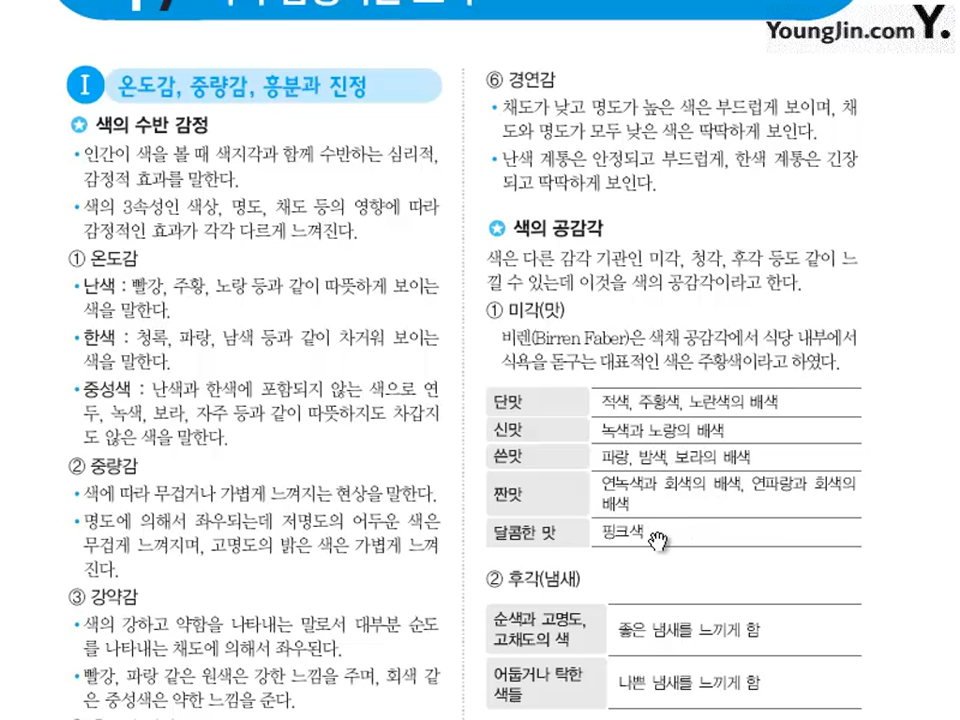 YoungJin.com Y.
I 온도감, 중량감, 흥분과 진정
색의 수반 감정
• 인간이 색을 볼 때 색지각과 함께 수반하는 심리적,
감정적 효과를 말한다.
• 색의 3속성인 색상, 명도, 채도 등의 영향에 따라
감정적인 효과가 각각 다르게 느껴진다.
① 온도감
• 난색 : 빨강, 주황, 노랑 등과 같이 따뜻하게 보이는
색을 말한다.
• 한색 : 청록, 파랑, 남색 등과 같이 차거워 보이는
색을 말한다.
• 중성색 : 난색과 한색에 포함되지 않는 색으로 연
두, 녹색, 보라, 자주 등과 같이 따뜻하지도 차갑지
도 않은 색을 말한다.
② 중량감
• 색에 따라 무겁거나 가볍게 느껴지는 현상을 말한다.
• 명도에 의해서 좌우되는데 저명도의 어두운 색은
무겁게 느껴지며, 고명도의 밝은 색은 가볍게 느껴
진다.
③ 강약감
• 색의 강하고 약함을 나타내는 말로서 대부분 순도
를 나타내는 채도에 의해서 좌우된다.
• 빨강, 파랑 같은 원색은 강한 느낌을 주며, 회색 같
은 중성색은 약한 느낌을 준다.
⑥ 경연감
• 채도가 낮고 명도가 높은 색은 부드럽게 보이며, 채
도와 명도가 모두 낮은 색은 딱딱하게 보인다.
• 난색 계통은 안정되고 부드럽게, 한색 계통은 긴장
되고 딱딱하게 보인다.
색의 공감각
색은 다른 감각 기관인 미각, 청각, 후각 등도 같이 느
낄 수 있는데 이것을 색의 공감각이라고 한다.
① 미각(맛)
비렌(Birren Faber)은 색채 공감각에서 식당 내부에서
식욕을 돋구는 대표적인 색은 주황색이라고 하였다.
단맛 적색, 주황색, 노란색의 배색
신맛 녹색과 노랑의 배색
쓴맛 파랑, 밤색, 보라의 배색
짠맛 연녹색과 회색의 배색, 연파랑과 회색의
배색
달콤한 맛 핑크색
② 후각(냄새)
순색과 고명도,
고채도의 색 좋은 냄새를 느끼게 함
어둡거나 탁한
색들 나쁜 냄새를 느끼게 함